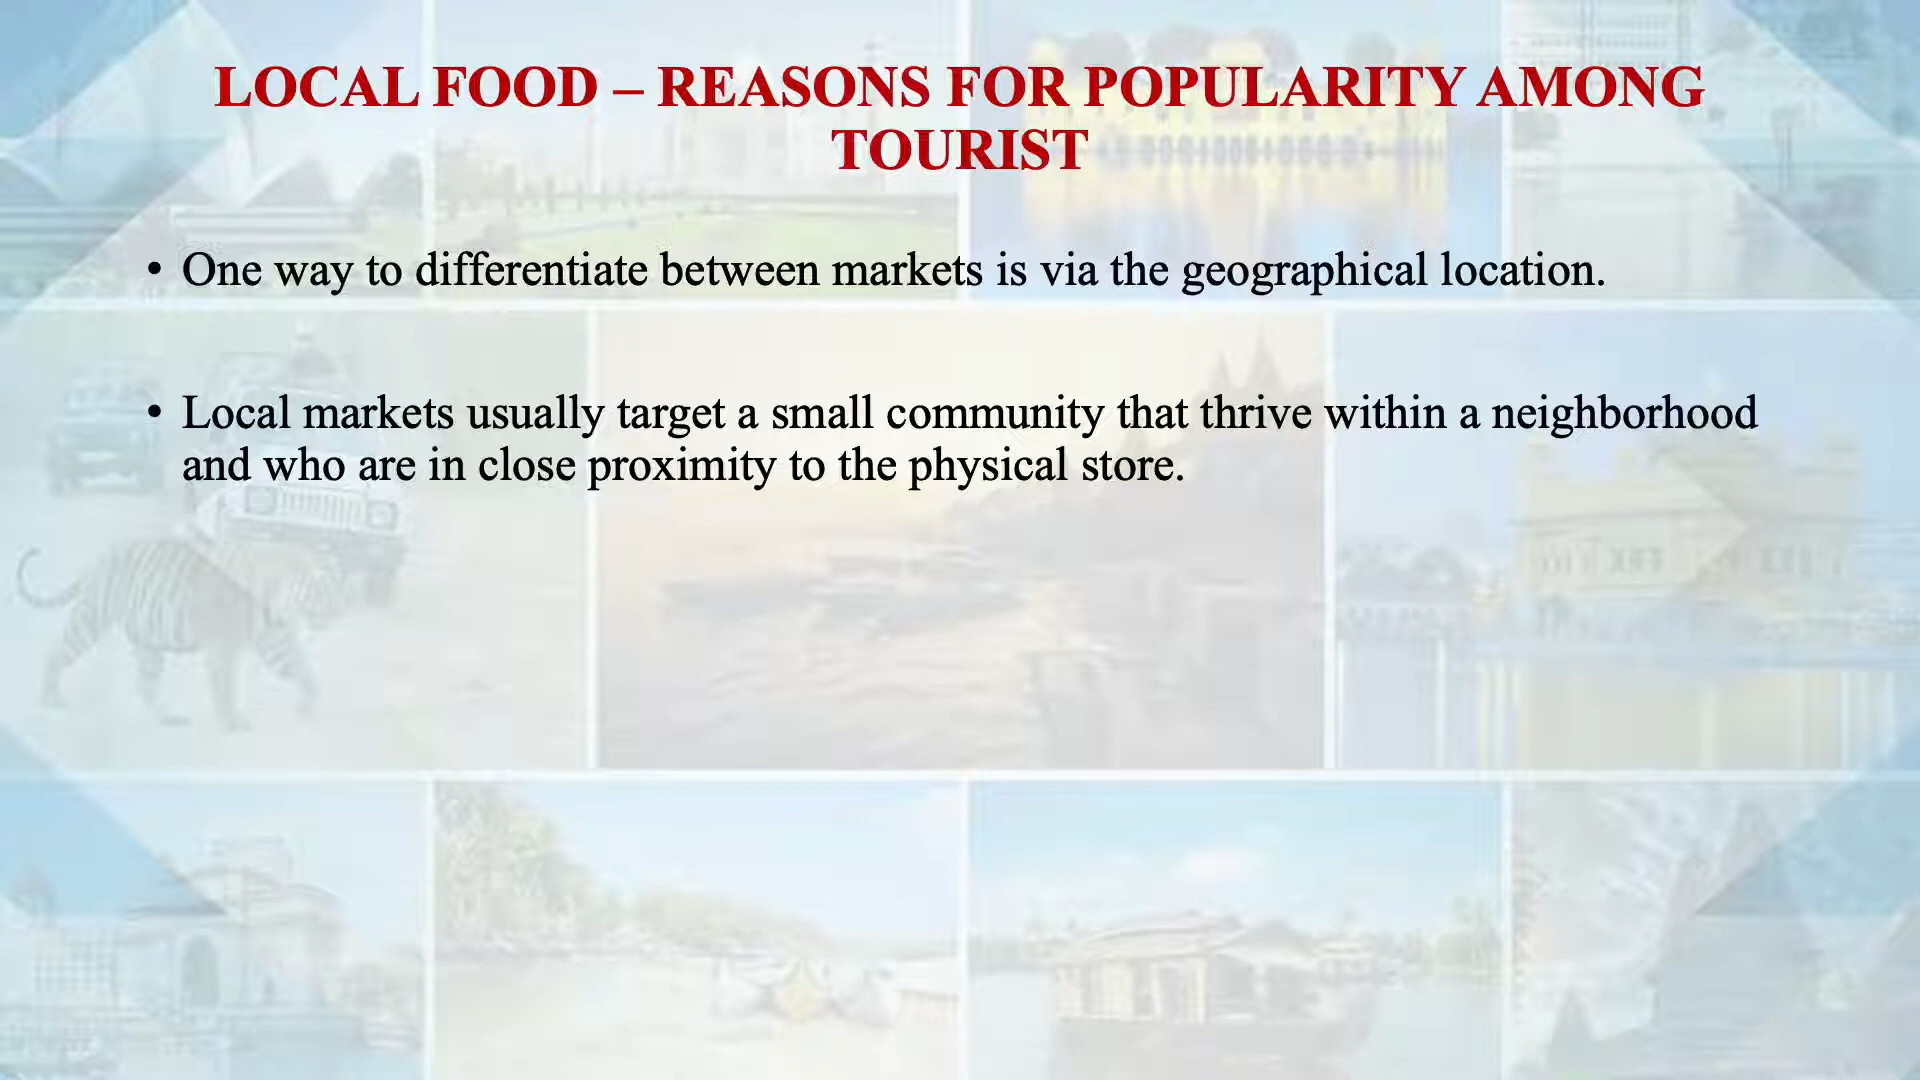 LOCAL FOOD – REASONS FOR POPULARITY AMONG
TOURIST
• One way to differentiate between markets is via the geographical location.
• Local markets usually target a small community that thrive within a neighborhood
and who are in close proximity to the physical store.